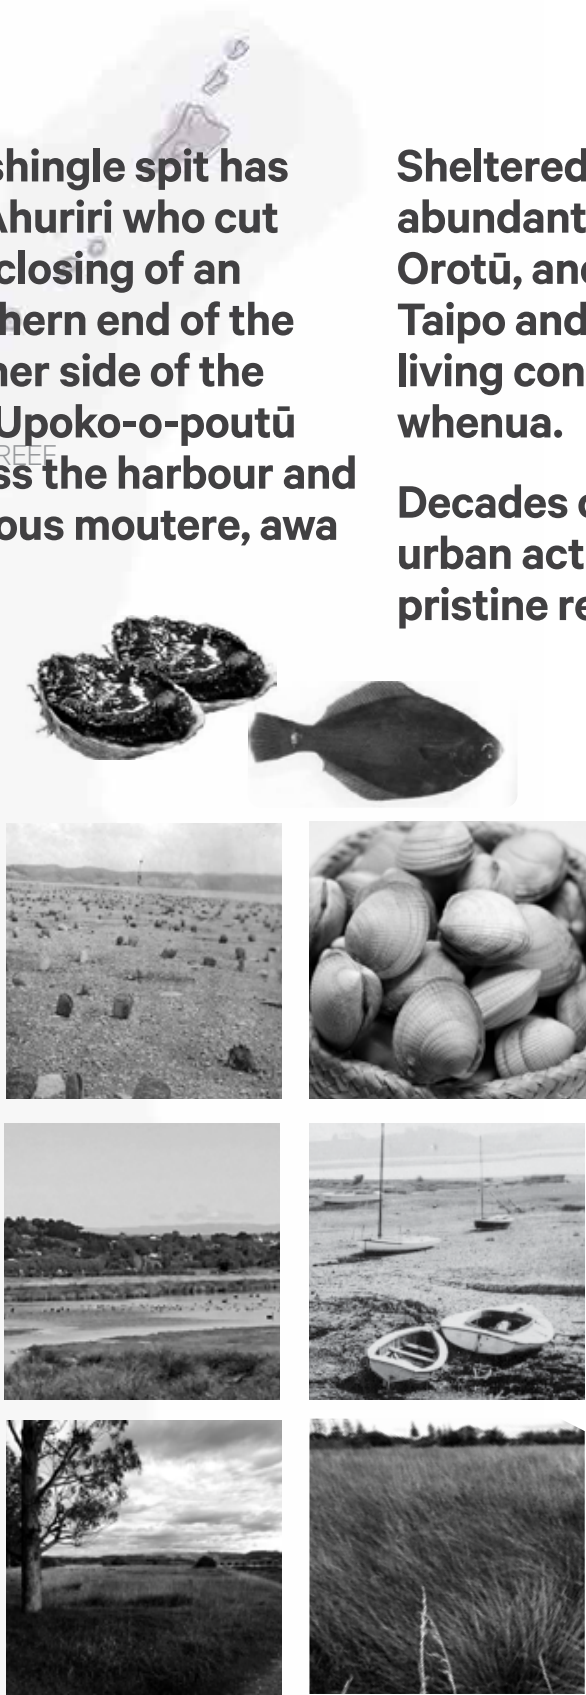 shingle spit has
Ahuriri who cut
closing of an
hern end of the
ner side of the
Upoko-o-poutū
REEF
ss the harbour and
ous moutere, awa
Sheltered
abundant
Orotū, and
Taipo and
living con
whenua.
Decades
urban act
pristine re